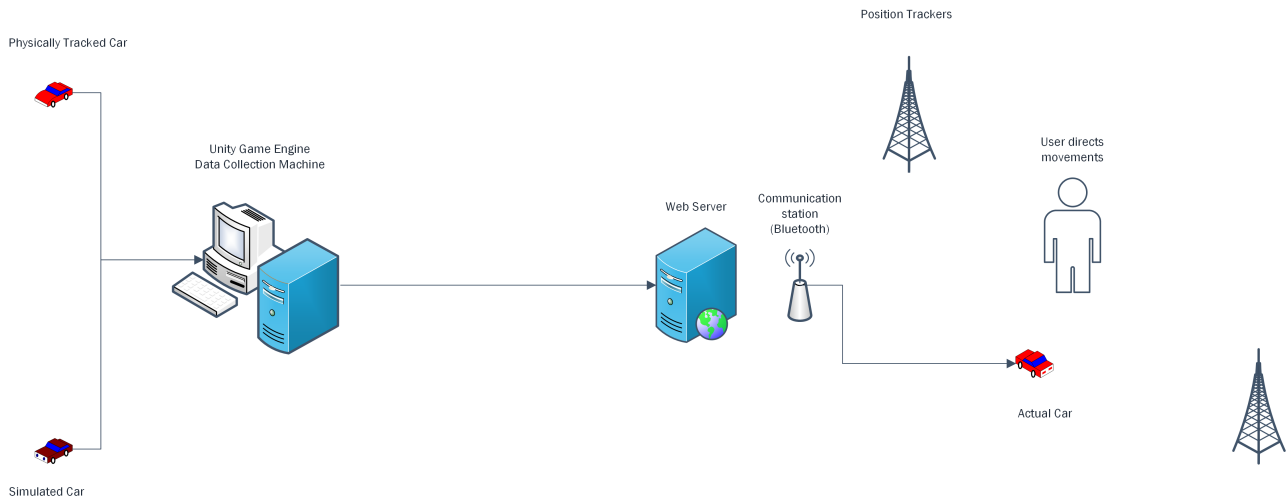 Position Trackers
Physically Tracked Car
User directs
movements
Unity Game Engine
Data Collection Machine
Communication
station
(Bluetooth)
Web Server
Actual Car
Simulated Car